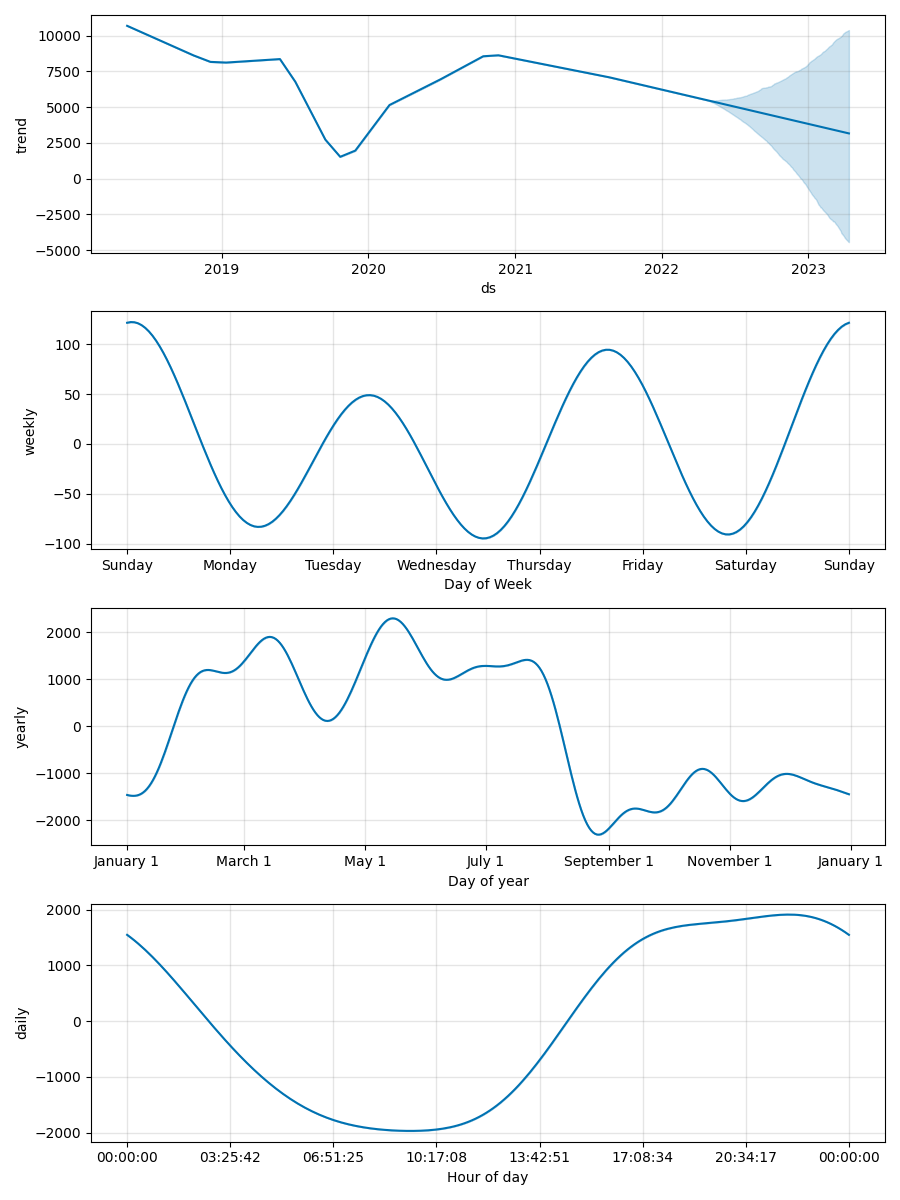 10000
7500
5000
2500
0
−2500
−5000
trend
2019 2020 2021 2022 2023
ds
100
50
0
−50
−100
weekly
Sunday Monday Tuesday Wednesday Thursday Friday Saturday Sunday
Day of Week
2000
1000
0
−1000
−2000
yearly
January 1 March 1 May 1 July 1 September 1 November 1 January 1
Day of year
2000
1000
0
−1000
−2000
daily
00:00:00 03:25:42 06:51:25 10:17:08 13:42:51 17:08:34 20:34:17 00:00:00
Hour of day